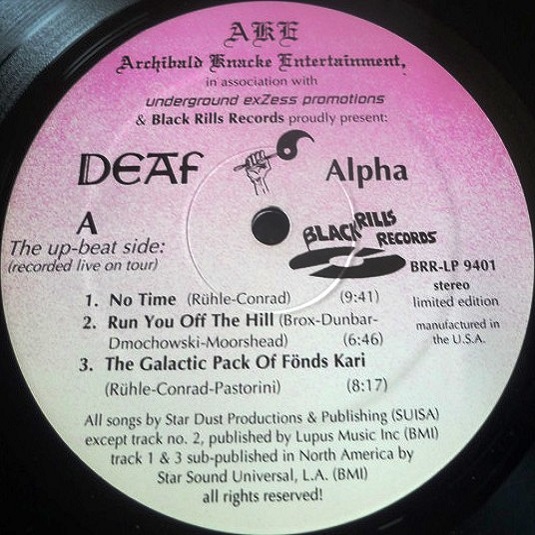 AKE
Archibald Knacke Entertainment,
in association with
underground exZess promotions
& Black Rills Records proudly present:
DEAF Alpha
A
BLACK RILLS RECORDS
The up-beat side:
(recorded live on tour)
BRR-LP 9401
stereo
limited edition
manufactured in
the U.S.A.
1. No Time (Rühle-Conrad) (9:41)
2. Run You Off The Hill (Brox-Dunbar-
Dmochowski-Moorshead) (6:46)
3. The Galactic Pack Of Fönds Kari
(Rühle-Conrad-Pastorini) (8:17)
All songs by Star Dust Productions & Publishing (SUISA)
except track no. 2, published by Lupus Music Inc (BMI)
track 1 & 3 sub-published in North America by
Star Sound Universal, L.A. (BMI)
all rights reserved!